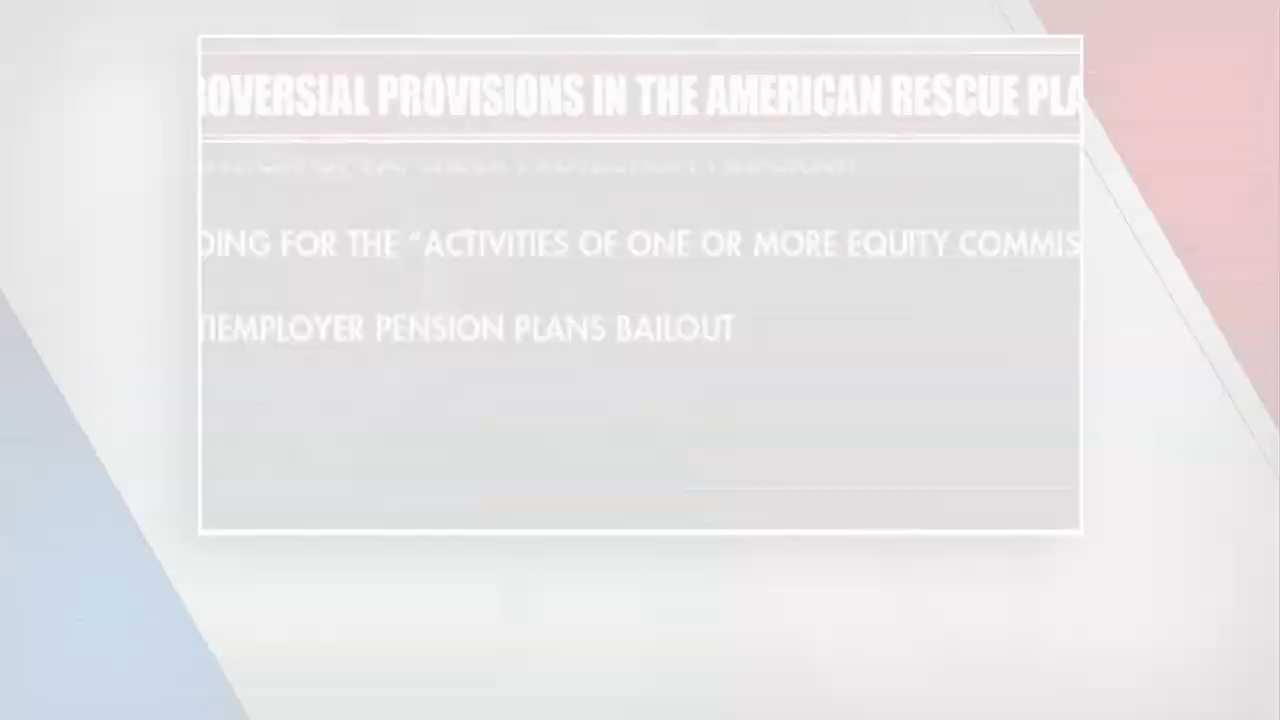 ROVERSIAL PROVISIONS IN THE AMERICAN RESCUE PLA
DING FOR THE “ACTIVITIES OF ONE OR MORE EQUITY COMMIS
TIEMPLOYER PENSION PLANS BAILOUT